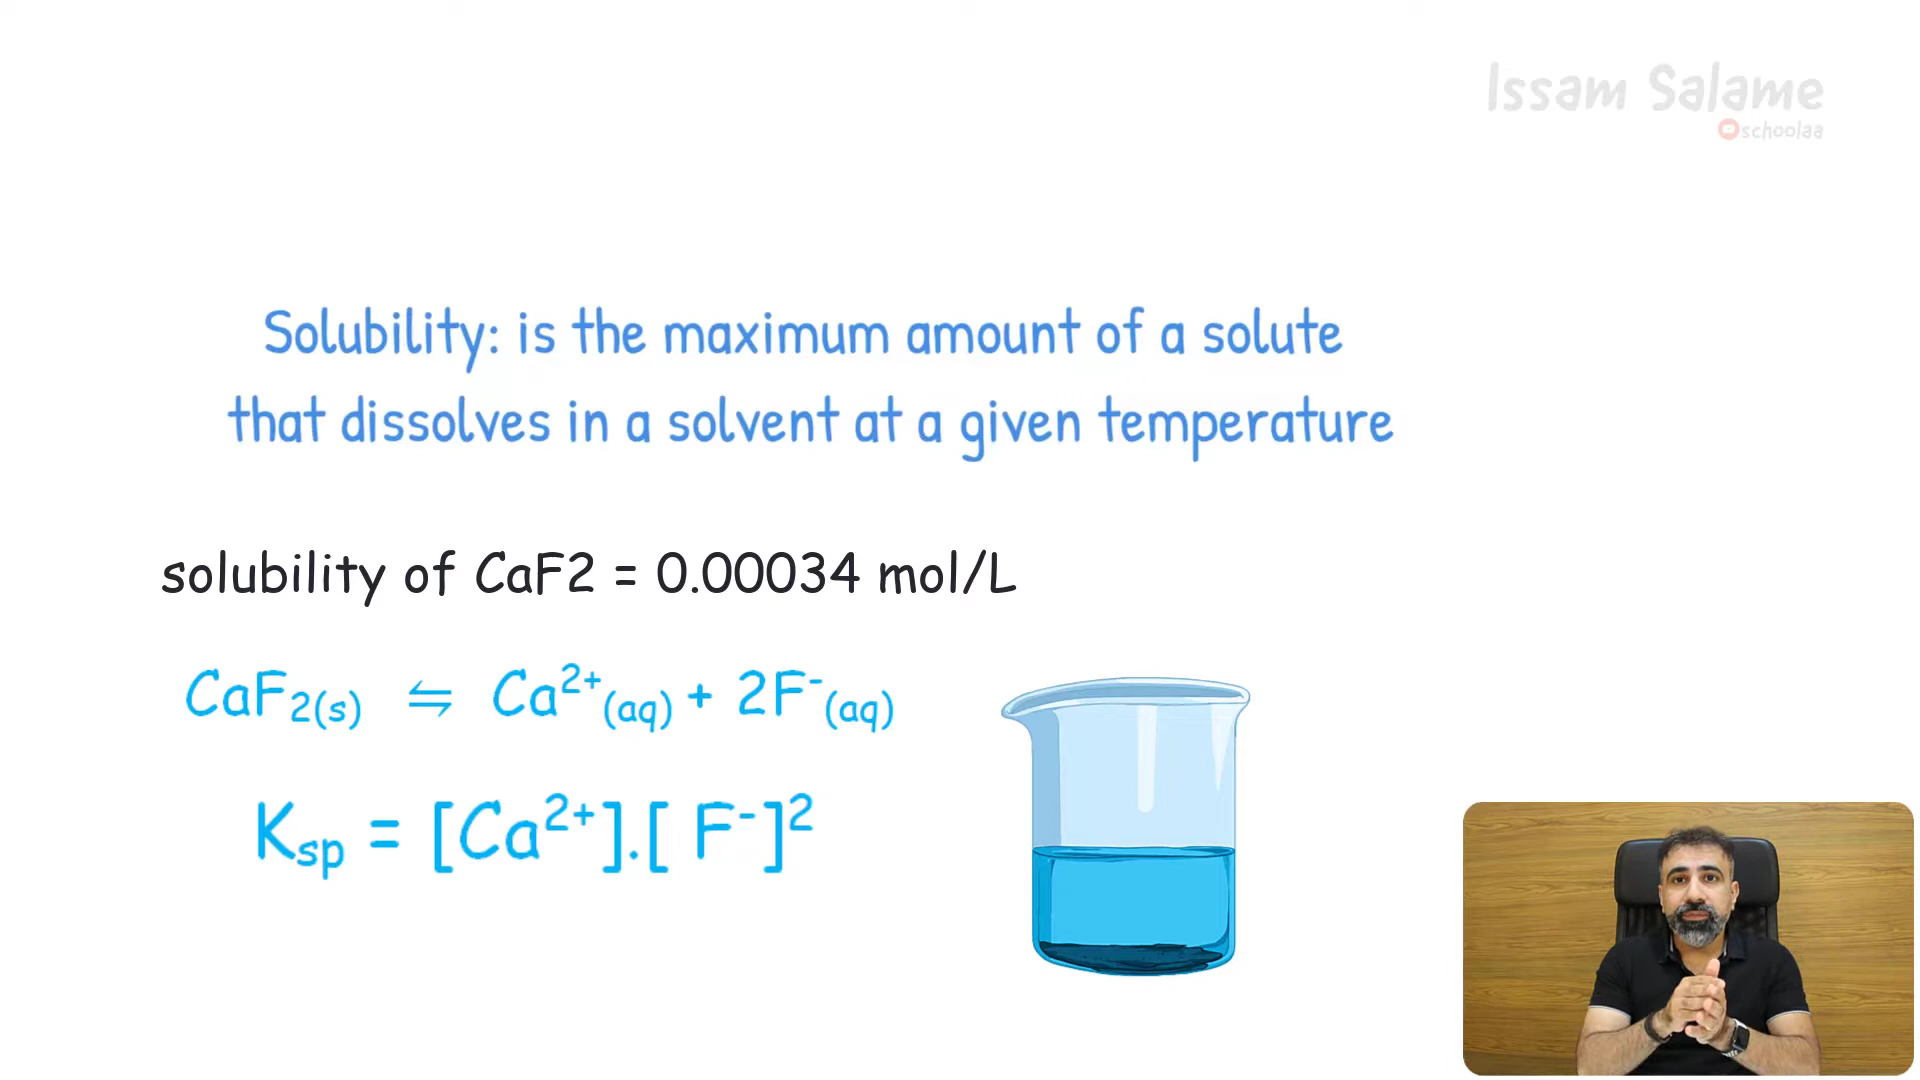 Issam Salame
schoolaa
Solubility: is the maximum amount of a solute
that dissolves in a solvent at a given temperature
solubility of CaF2 = 0.00034 mol/L
CaF₂(s) ⇋ Ca²⁺(aq) + 2F⁻(aq)
Ksp = [Ca²⁺].[ F⁻]²